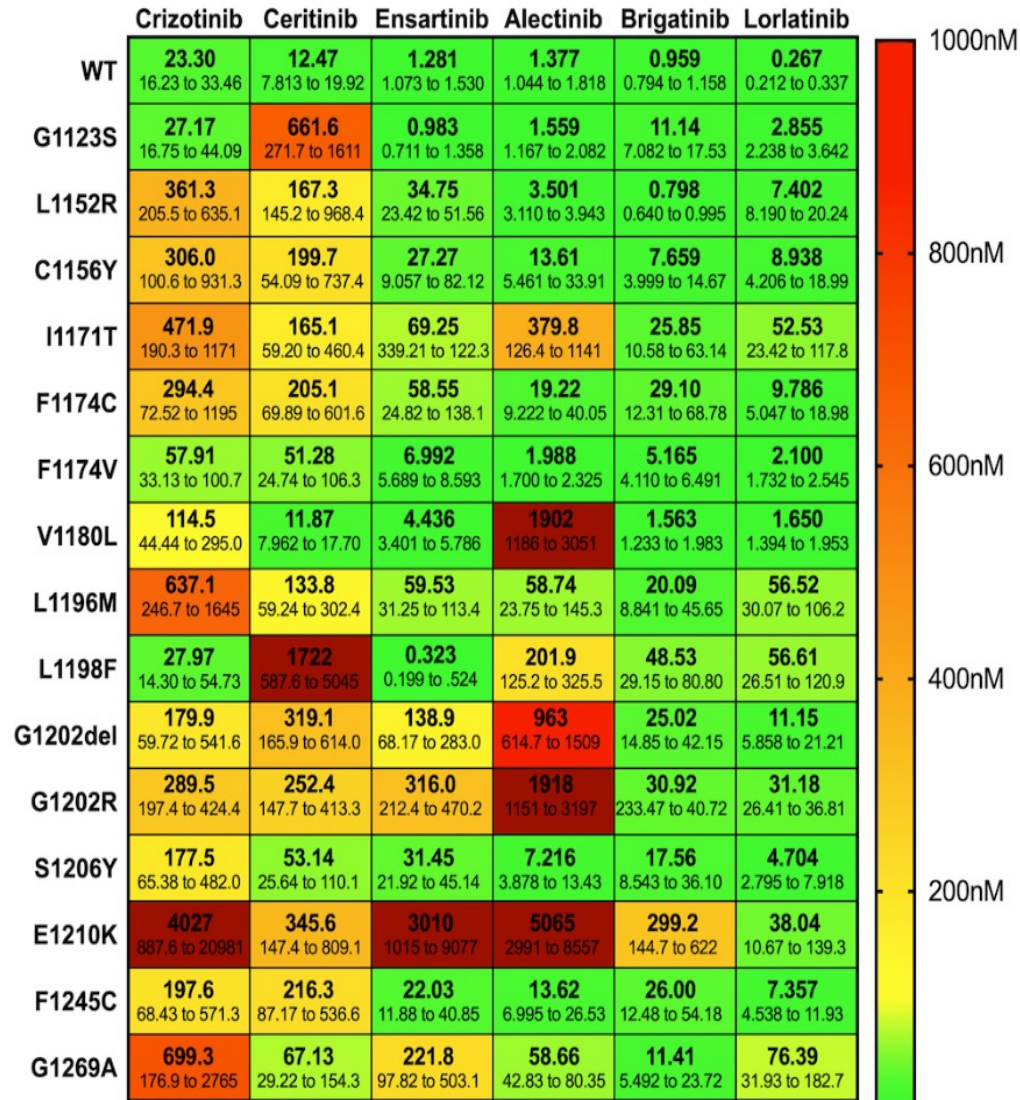 Crizotinib Ceritinib Ensartinib Alectinib Brigatinib Lorlatinib
1000nM
WT 23.30 12.47 1.281 1.377 0.959 0.267
16.23 to 33.46 7.813 to 19.92 1.073 to 1.530 1.044 to 1.818 0.794 to 1.158 0.212 to 0.337
G1123S 27.17 661.6 0.983 1.559 11.14 2.855
16.75 to 44.09 271.7 to 1611 0.711 to 1.358 1.167 to 2.082 7.082 to 17.53 2.238 to 3.642
L1152R 361.3 167.3 34.75 3.501 0.798 7.402
205.5 to 635.1 145.2 to 968.4 23.42 to 51.56 3.110 to 3.943 0.640 to 0.995 8.190 to 20.24
800nM
C1156Y 306.0 199.7 27.27 13.61 7.659 8.938
100.6 to 931.3 54.09 to 737.4 9.057 to 82.12 5.461 to 33.91 3.999 to 14.67 4.206 to 18.99
I1171T 471.9 165.1 69.25 379.8 25.85 52.53
190.3 to 1171 59.20 to 460.4 339.21 to 122.3 126.4 to 1141 10.58 to 63.14 23.42 to 117.8
F1174C 294.4 205.1 58.55 19.22 29.10 9.786
72.52 to 1195 69.89 to 601.6 24.82 to 138.1 9.222 to 40.05 12.31 to 68.78 5.047 to 18.98
600nM
F1174V 57.91 51.28 6.992 1.988 5.165 2.100
33.13 to 100.7 24.74 to 106.3 5.689 to 8.593 1.700 to 2.325 4.110 to 6.491 1.732 to 2.545
V1180L 114.5 11.87 4.436 1902 1.563 1.650
44.44 to 295.0 7.962 to 17.70 3.401 to 5.786 1186 to 3051 1.233 to 1.983 1.394 to 1.953
L1196M 637.1 133.8 59.53 58.74 20.09 56.52
246.7 to 1645 59.24 to 302.4 31.25 to 113.4 23.75 to 145.3 8.841 to 45.65 30.07 to 106.2
L1198F 27.97 1722 0.323 201.9 48.53 56.61
14.30 to 54.73 587.6 to 5045 0.199 to .524 125.2 to 325.5 29.15 to 80.80 26.51 to 120.9
400nM
G1202del 179.9 319.1 138.9 963 25.02 11.15
59.72 to 541.6 165.9 to 614.0 68.17 to 283.0 614.7 to 1509 14.85 to 42.15 5.858 to 21.21
G1202R 289.5 252.4 316.0 1918 30.92 31.18
197.4 to 424.4 147.7 to 413.3 212.4 to 470.2 1151 to 3197 233.47 to 40.72 26.41 to 36.81
S1206Y 177.5 53.14 31.45 7.216 17.56 4.704
65.38 to 482.0 25.64 to 110.1 21.92 to 45.14 3.878 to 13.43 8.543 to 36.10 2.795 to 7.918
200nM
E1210K 4027 345.6 3010 5065 299.2 38.04
887.6 to 20981 147.4 to 809.1 1015 to 9077 2991 to 8557 144.7 to 622 10.67 to 139.3
F1245C 197.6 216.3 22.03 13.62 26.00 7.357
68.43 to 571.3 87.17 to 536.6 11.88 to 40.85 6.995 to 26.53 12.48 to 54.18 4.538 to 11.93
G1269A 699.3 67.13 221.8 58.66 11.41 76.39
176.9 to 2765 29.22 to 154.3 97.82 to 503.1 42.83 to 80.35 5.492 to 23.72 31.93 to 182.7